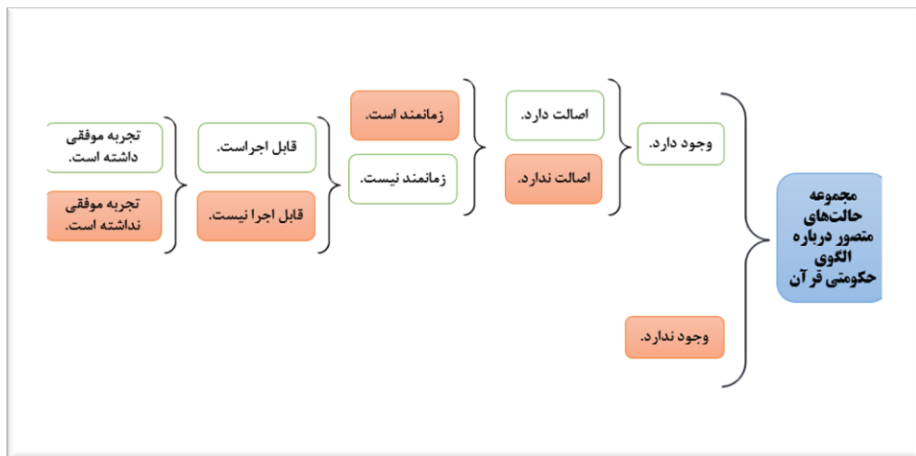 مجموعه
حالت‌های
متصور درباره
الگوی
حکومتی قرآن
وجود دارد.
وجود ندارد.
اصالت دارد.
اصالت ندارد.
زمانمند است.
زمانمند نیست.
قابل اجراست.
قابل اجرا نیست.
تجربه موفقی
داشته است.
تجربه موفقی
نداشته است.